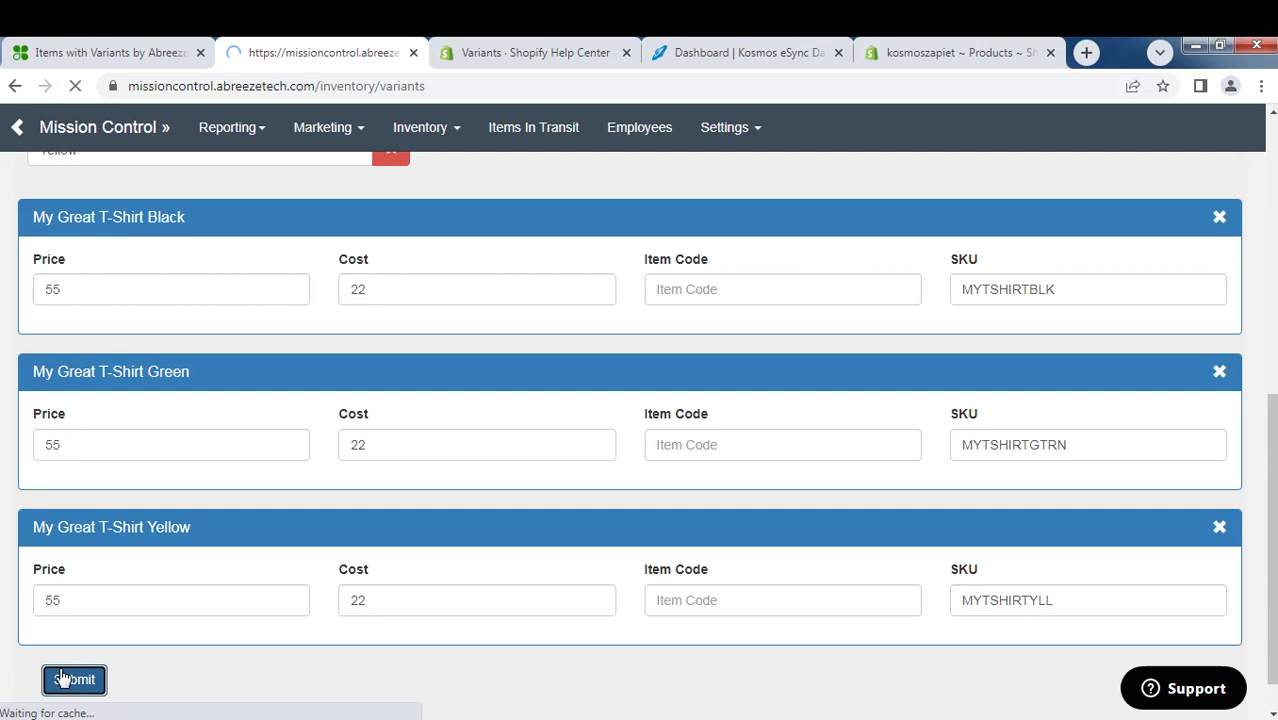 Items with Variants by Abreeze
https://missioncontrol.abreeze
Variants · Shopify Help Center
Dashboard | Kosmos eSync Da
kosmoszapiet ~ Products ~ Sh
missioncontrol.abreezetech.com/inventory/variants
Mission Control »
Reporting
Marketing
Inventory
Items In Transit
Employees
Settings
Yellow
My Great T-Shirt Black
Price
Cost
Item Code
SKU
55
22
Item Code
MYTSHIRTBLK
My Great T-Shirt Green
Price
Cost
Item Code
SKU
55
22
Item Code
MYTSHIRTGTRN
My Great T-Shirt Yellow
Price
Cost
Item Code
SKU
55
22
Item Code
MYTSHIRTYLL
Submit
Support
Waiting for cache...